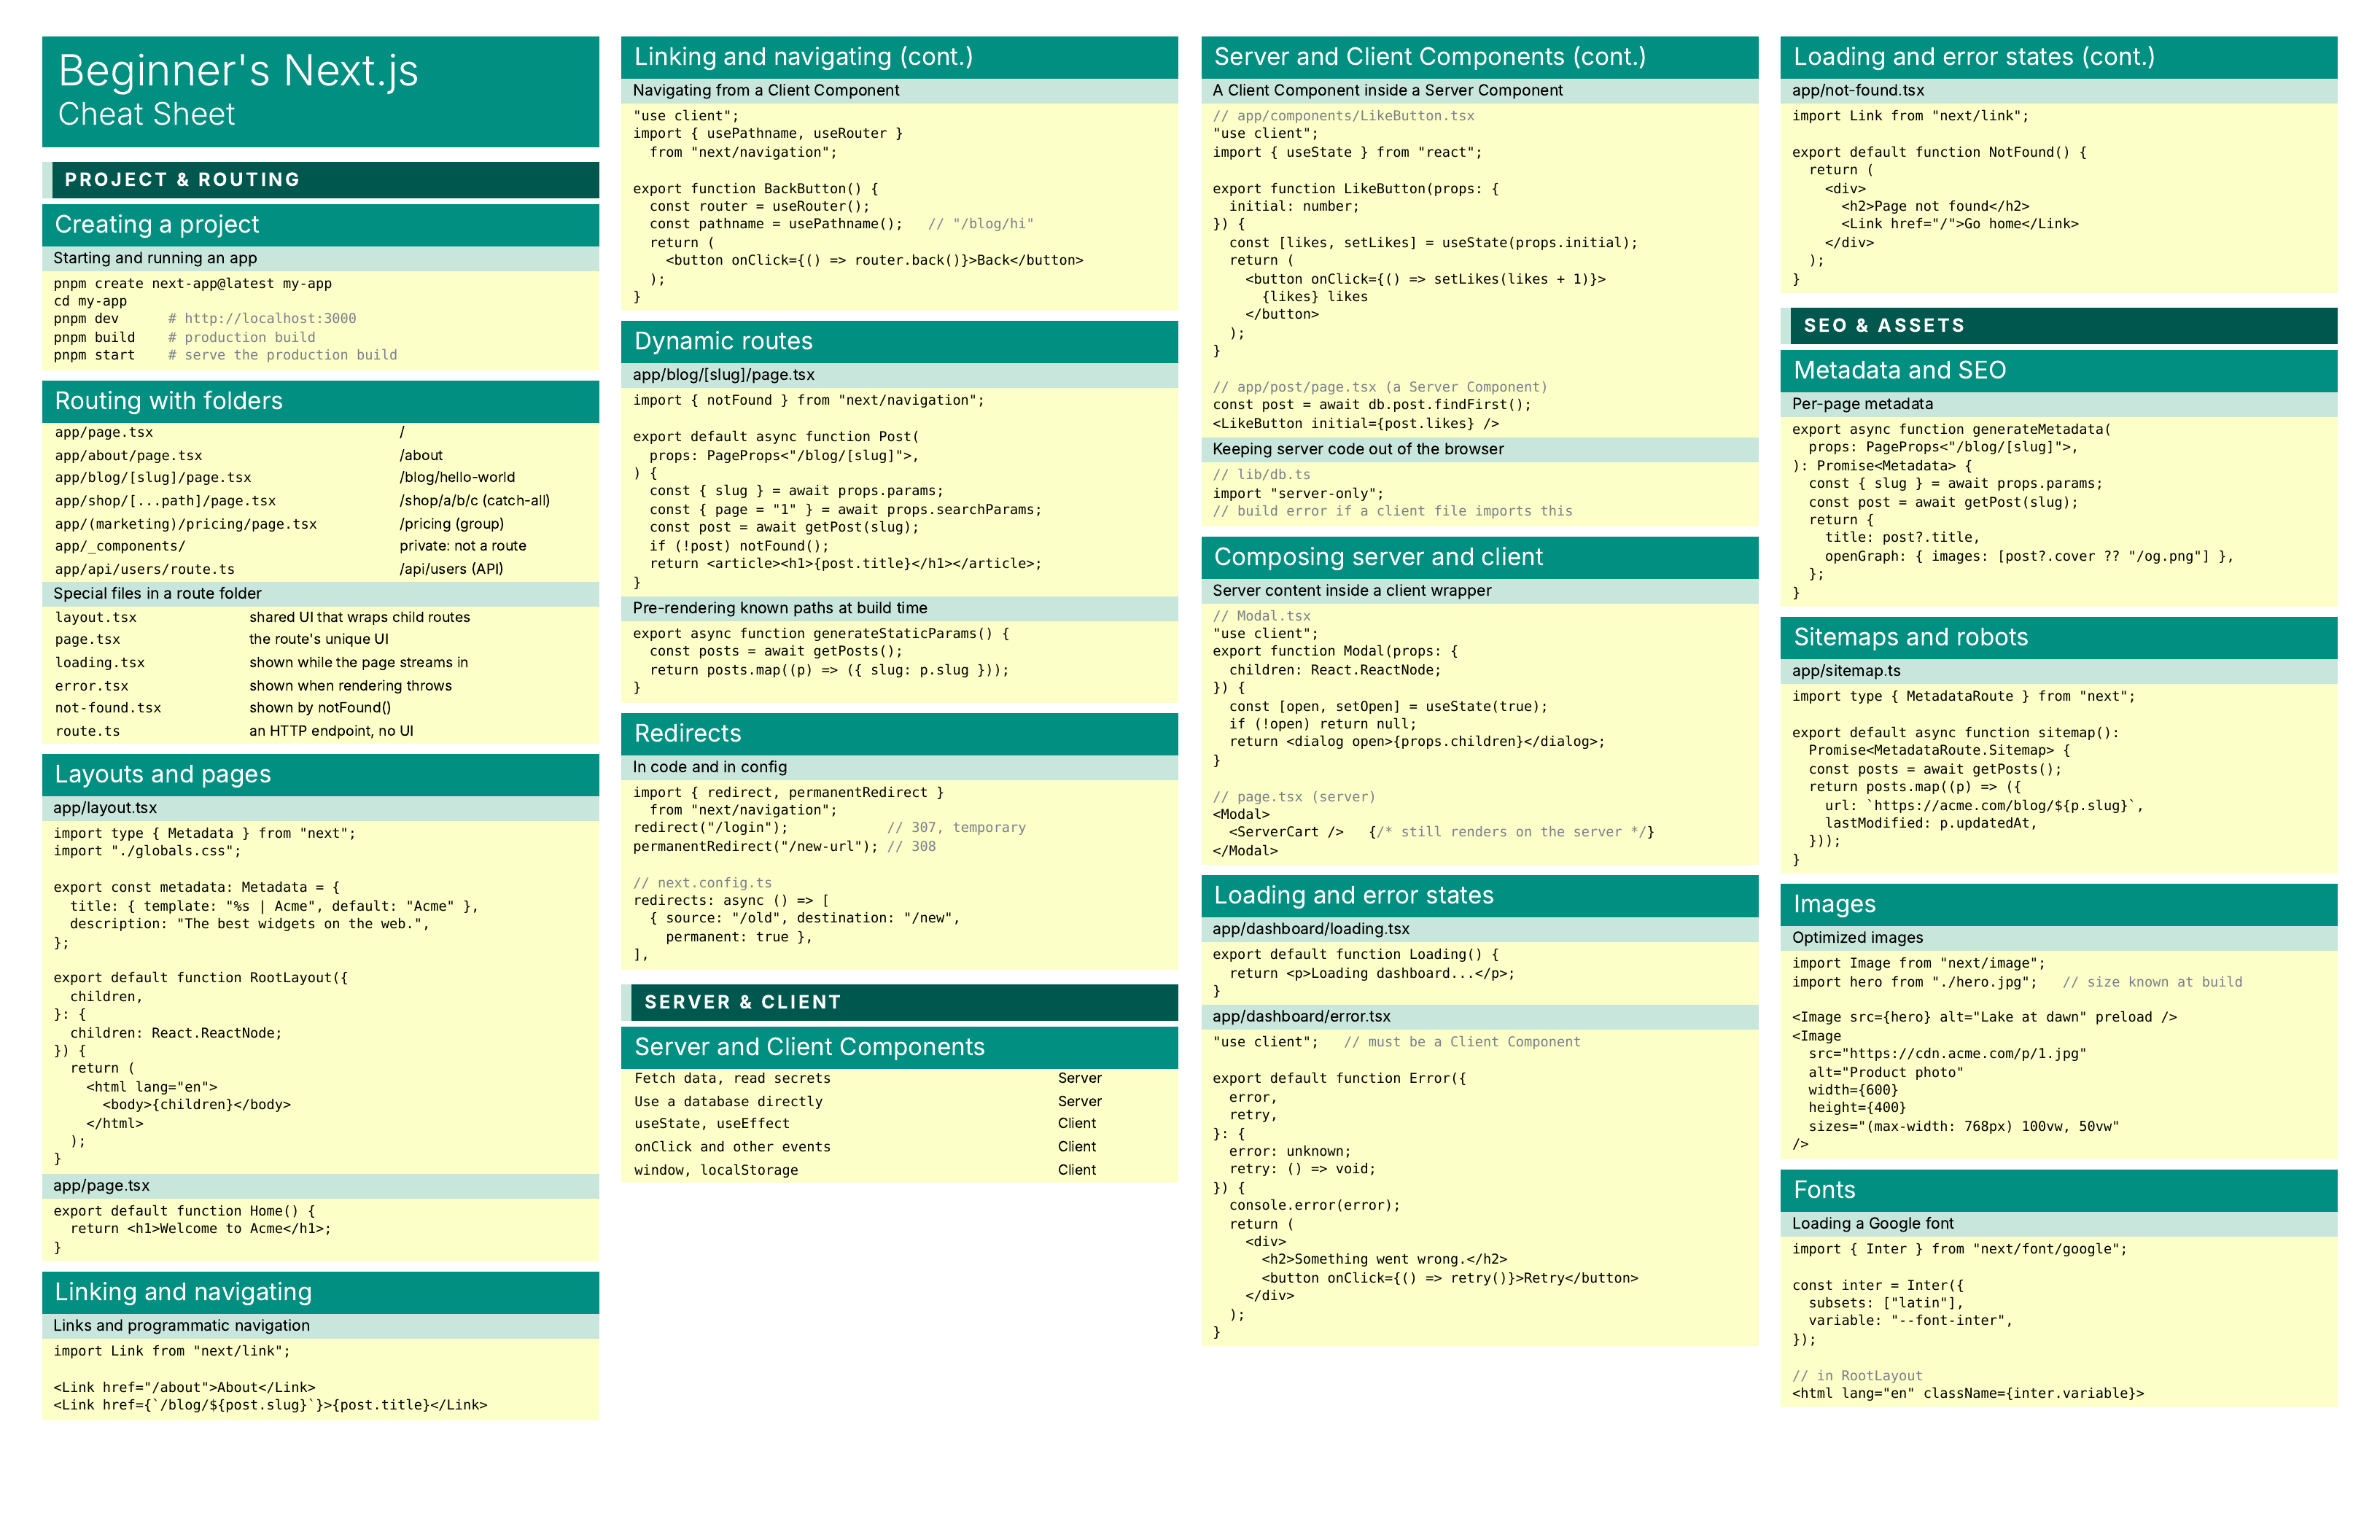 Beginner's Next.js
Cheat Sheet
PROJECT & ROUTING
Creating a project
Starting and running an app
pnpm create next-app@latest my-app
cd my-app
pnpm dev      # http://localhost:3000
pnpm build    # production build
pnpm start    # serve the production build
Routing with folders
app/page.tsx    /
app/about/page.tsx    /about
app/blog/[slug]/page.tsx    /blog/hello-world
app/shop/[...path]/page.tsx    /shop/a/b/c (catch-all)
app/(marketing)/pricing/page.tsx    /pricing (group)
app/_components/    private: not a route
app/api/users/route.ts    /api/users (API)
Special files in a route folder
layout.tsx    shared UI that wraps child routes
page.tsx    the route's unique UI
loading.tsx    shown while the page streams in
error.tsx    shown when rendering throws
not-found.tsx    shown by notFound()
route.ts    an HTTP endpoint, no UI
Layouts and pages
app/layout.tsx
import type { Metadata } from "next";
import "./globals.css";

export const metadata: Metadata = {
  title: { template: "%s | Acme", default: "Acme" },
  description: "The best widgets on the web.",
};

export default function RootLayout({
  children,
}: {
  children: React.ReactNode;
}) {
  return (
    <html lang="en">
      <body>{children}</body>
    </html>
  );
}
app/page.tsx
export default function Home() {
  return <h1>Welcome to Acme</h1>;
}
Linking and navigating
Links and programmatic navigation
import Link from "next/link";

<Link href="/about">About</Link>
<Link href={`/blog/${post.slug}`}>{post.title}</Link>
Linking and navigating (cont.)
Navigating from a Client Component
"use client";
import { usePathname, useRouter }
  from "next/navigation";

export function BackButton() {
  const router = useRouter();
  const pathname = usePathname();   // "/blog/hi"
  return (
    <button onClick={() => router.back()}>Back</button>
  );
}
Dynamic routes
app/blog/[slug]/page.tsx
import { notFound } from "next/navigation";

export default async function Post(
  props: PageProps<"/blog/[slug]">,
) {
  const { slug } = await props.params;
  const { page = "1" } = await props.searchParams;
  const post = await getPost(slug);
  if (!post) notFound();
  return <article><h1>{post.title}</h1></article>;
}
Pre-rendering known paths at build time
export async function generateStaticParams() {
  const posts = await getPosts();
  return posts.map((p) => ({ slug: p.slug }));
}
Redirects
In code and in config
import { redirect, permanentRedirect }
  from "next/navigation";
redirect("/login");            // 307, temporary
permanentRedirect("/new-url"); // 308

// next.config.ts
redirects: async () => [
  { source: "/old", destination: "/new",
    permanent: true },
],
SERVER & CLIENT
Server and Client Components
Fetch data, read secrets    Server
Use a database directly    Server
useState, useEffect    Client
onClick and other events    Client
window, localStorage    Client
Server and Client Components (cont.)
A Client Component inside a Server Component
// app/components/LikeButton.tsx
"use client";
import { useState } from "react";

export function LikeButton(props: {
  initial: number;
}) {
  const [likes, setLikes] = useState(props.initial);
  return (
    <button onClick={() => setLikes(likes + 1)}>
      {likes} likes
    </button>
  );
}

// app/post/page.tsx (a Server Component)
const post = await db.post.findFirst();
<LikeButton initial={post.likes} />
Keeping server code out of the browser
// lib/db.ts
import "server-only";
// build error if a client file imports this
Composing server and client
Server content inside a client wrapper
// Modal.tsx
"use client";
export function Modal(props: {
  children: React.ReactNode;
}) {
  const [open, setOpen] = useState(true);
  if (!open) return null;
  return <dialog open>{props.children}</dialog>;
}

// page.tsx (server)
<Modal>
  <ServerCart />   {/* still renders on the server */}
</Modal>
Loading and error states
app/dashboard/loading.tsx
export default function Loading() {
  return <p>Loading dashboard...</p>;
}
app/dashboard/error.tsx
"use client";   // must be a Client Component

export default function Error({
  error,
  retry,
}: {
  error: unknown;
  retry: () => void;
}) {
  console.error(error);
  return (
    <div>
      <h2>Something went wrong.</h2>
      <button onClick={() => retry()}>Retry</button>
    </div>
  );
}
Loading and error states (cont.)
app/not-found.tsx
import Link from "next/link";

export default function NotFound() {
  return (
    <div>
      <h2>Page not found</h2>
      <Link href="/">Go home</Link>
    </div>
  );
}
SEO & ASSETS
Metadata and SEO
Per-page metadata
export async function generateMetadata(
  props: PageProps<"/blog/[slug]">,
): Promise<Metadata> {
  const { slug } = await props.params;
  const post = await getPost(slug);
  return {
    title: post?.title,
    openGraph: { images: [post?.cover ?? "/og.png"] },
  };
}
Sitemaps and robots
app/sitemap.ts
import type { MetadataRoute } from "next";

export default async function sitemap():
  Promise<MetadataRoute.Sitemap> {
  const posts = await getPosts();
  return posts.map((p) => ({
    url: `https://acme.com/blog/${p.slug}`,
    lastModified: p.updatedAt,
  }));
}
Images
Optimized images
import Image from "next/image";
import hero from "./hero.jpg";   // size known at build

<Image src={hero} alt="Lake at dawn" preload />
<Image
  src="https://cdn.acme.com/p/1.jpg"
  alt="Product photo"
  width={600}
  height={400}
  sizes="(max-width: 768px) 100vw, 50vw"
/>
Fonts
Loading a Google font
import { Inter } from "next/font/google";

const inter = Inter({
  subsets: ["latin"],
  variable: "--font-inter",
});

// in RootLayout
<html lang="en" className={inter.variable}>